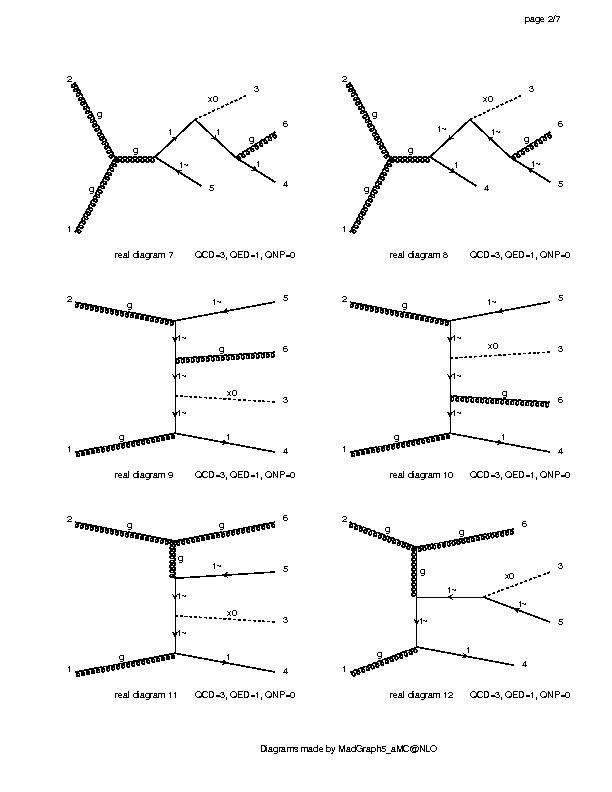 page 2/7
2
g
g
1
g
1
1~
x0
3
1
g
6
1
4
5
real diagram 7 QCD=3, QED=1, QNP=0
2
g
g
1
g
1~
1
x0
3
1~
g
6
1~
5
4
real diagram 8 QCD=3, QED=1, QNP=0
2
g
1~
5
1~
g
6
1~
x0
3
1~
1
g
1
4
real diagram 9 QCD=3, QED=1, QNP=0
2
g
1~
5
1~
x0
3
1~
g
6
1~
1
g
1
4
real diagram 10 QCD=3, QED=1, QNP=0
2
g
g
6
g
1~
5
1~
x0
3
1~
1
g
1
4
real diagram 11 QCD=3, QED=1, QNP=0
2
g
g
6
g
1~
x0
3
1~
5
1~
1
g
1
4
real diagram 12 QCD=3, QED=1, QNP=0
Diagrams made by MadGraph5_aMC@NLO